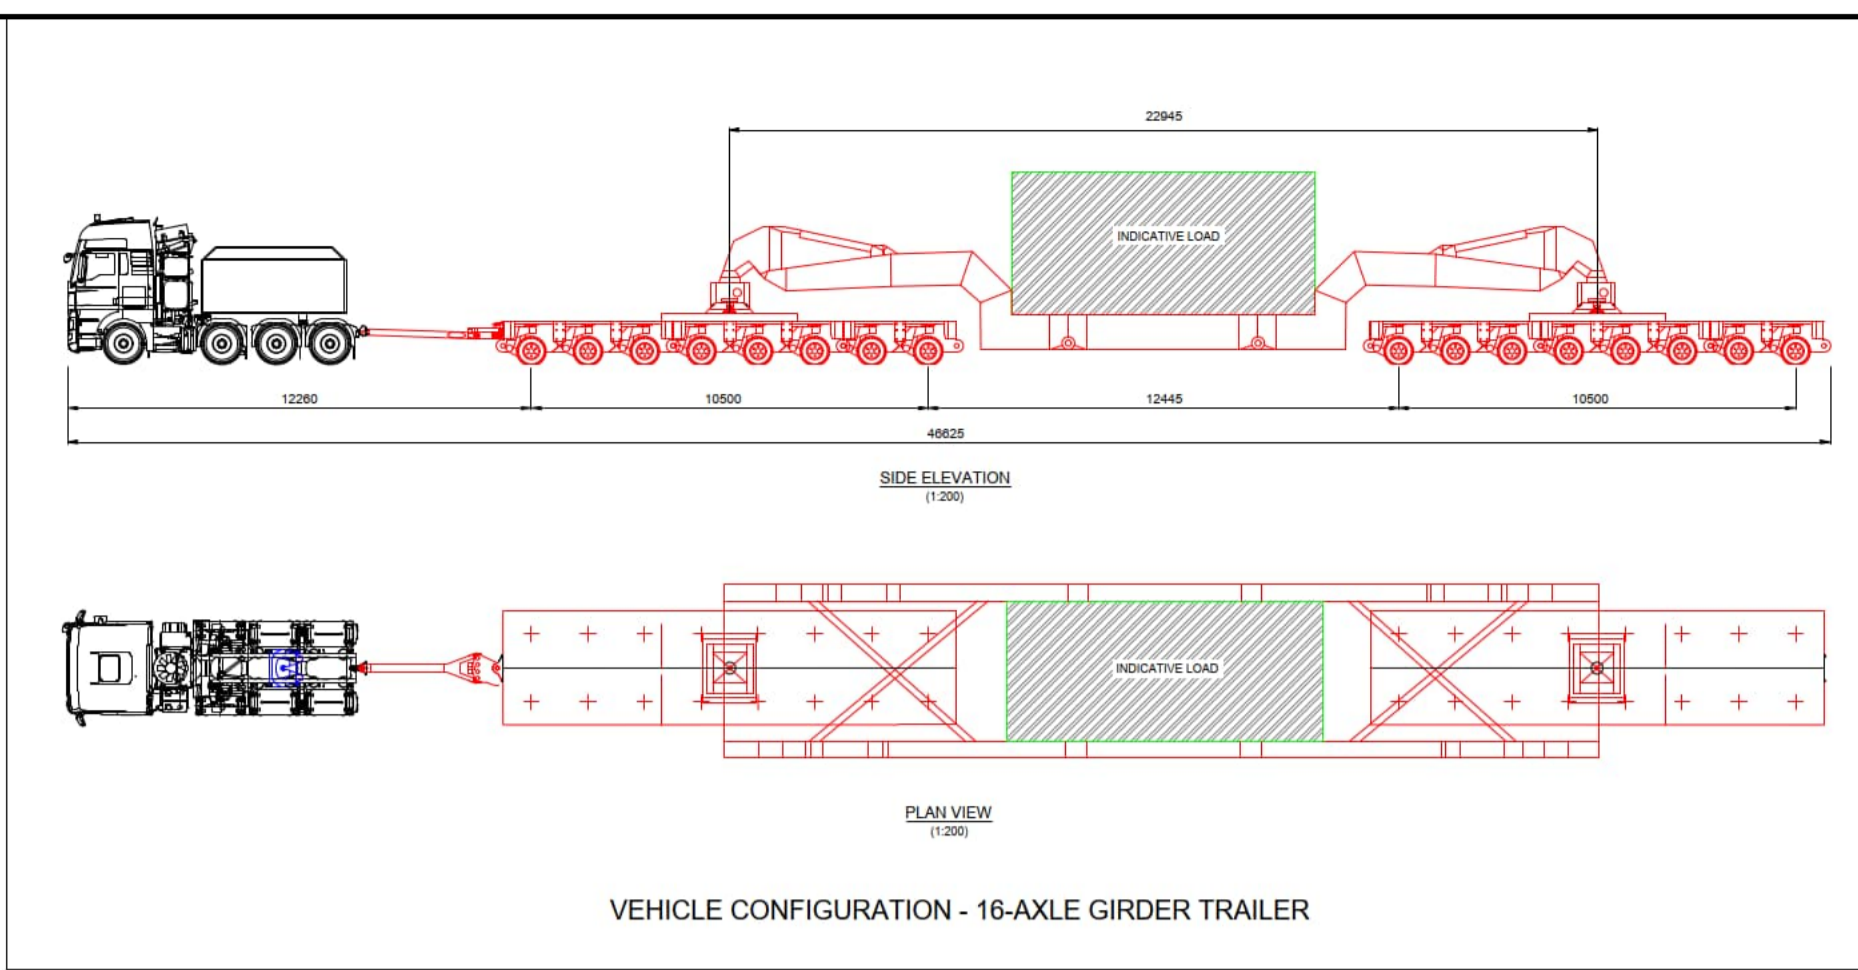 22945
INDICATIVE LOAD
12260
10500
12445
10500
46625
SIDE ELEVATION
(1:200)
INDICATIVE LOAD
PLAN VIEW
(1:200)
VEHICLE CONFIGURATION - 16-AXLE GIRDER TRAILER